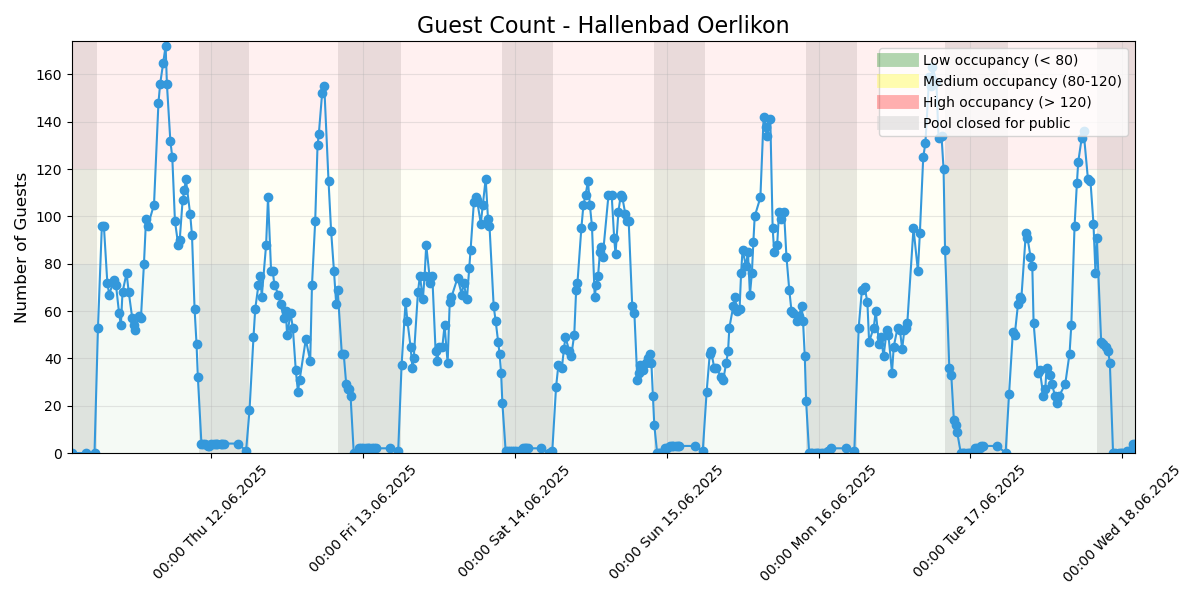 Guest Count - Hallenbad Oerlikon
Low occupancy (< 80)
Medium occupancy (80-120)
High occupancy (> 120)
Pool closed for public
Number of Guests
160
140
120
100
80
60
40
20
0
00:00 Thu 12.06.2025
00:00 Fri 13.06.2025
00:00 Sat 14.06.2025
00:00 Sun 15.06.2025
00:00 Mon 16.06.2025
00:00 Tue 17.06.2025
00:00 Wed 18.06.2025